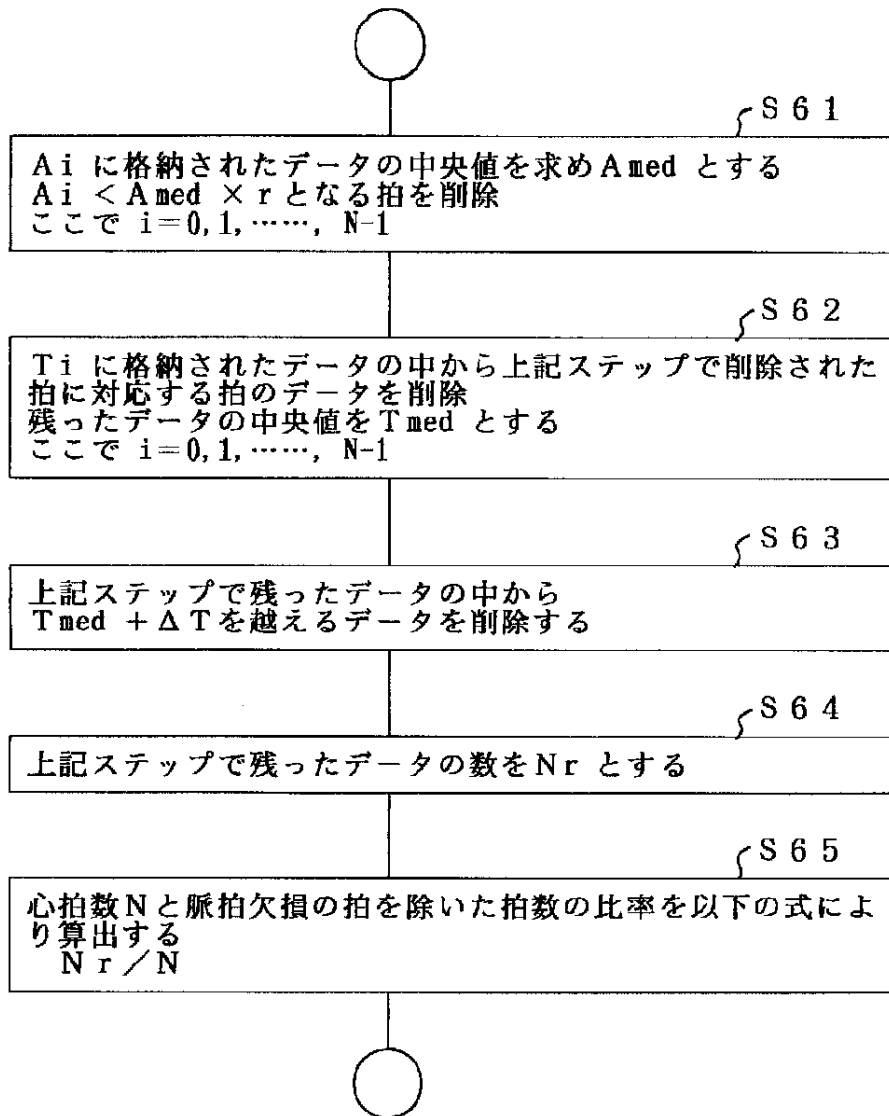 S61
Ai に格納されたデータの中央値を求めAmed とする
Ai < Amed × rとなる拍を削除
ここで i=0,1,……, N-1
S62
Ti に格納されたデータの中から上記ステップで削除された
拍に対応する拍のデータを削除
残ったデータの中央値をTmed とする
ここで i=0,1,……, N-1
S63
上記ステップで残ったデータの中から
Tmed +ΔTを越えるデータを削除する
S64
上記ステップで残ったデータの数をNr とする
S65
心拍数Nと脈拍欠損の拍を除いた拍数の比率を以下の式によ
り算出する
Nr/N